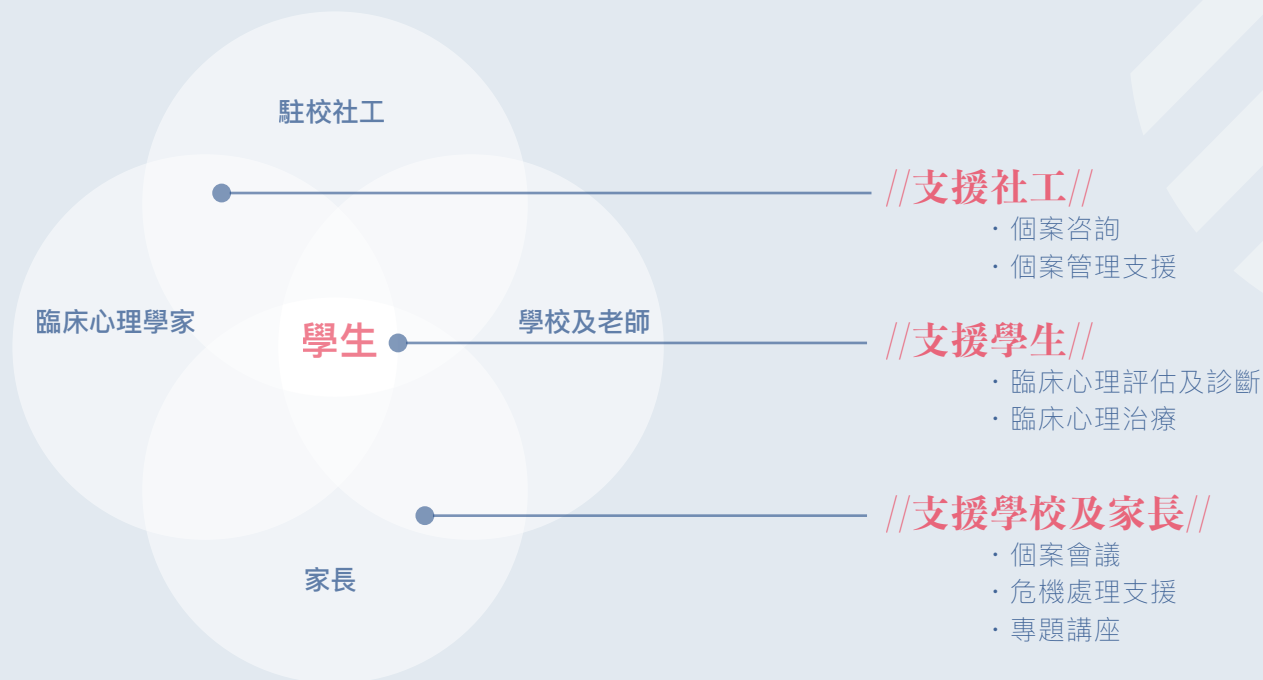 駐校社工
臨床心理學家
學生
學校及老師
家長
//支援社工//
・個案咨詢
・個案管理支援
//支援學生//
・臨床心理評估及診斷
・臨床心理治療
//支援學校及家長//
・個案會議
・危機處理支援
・專題講座